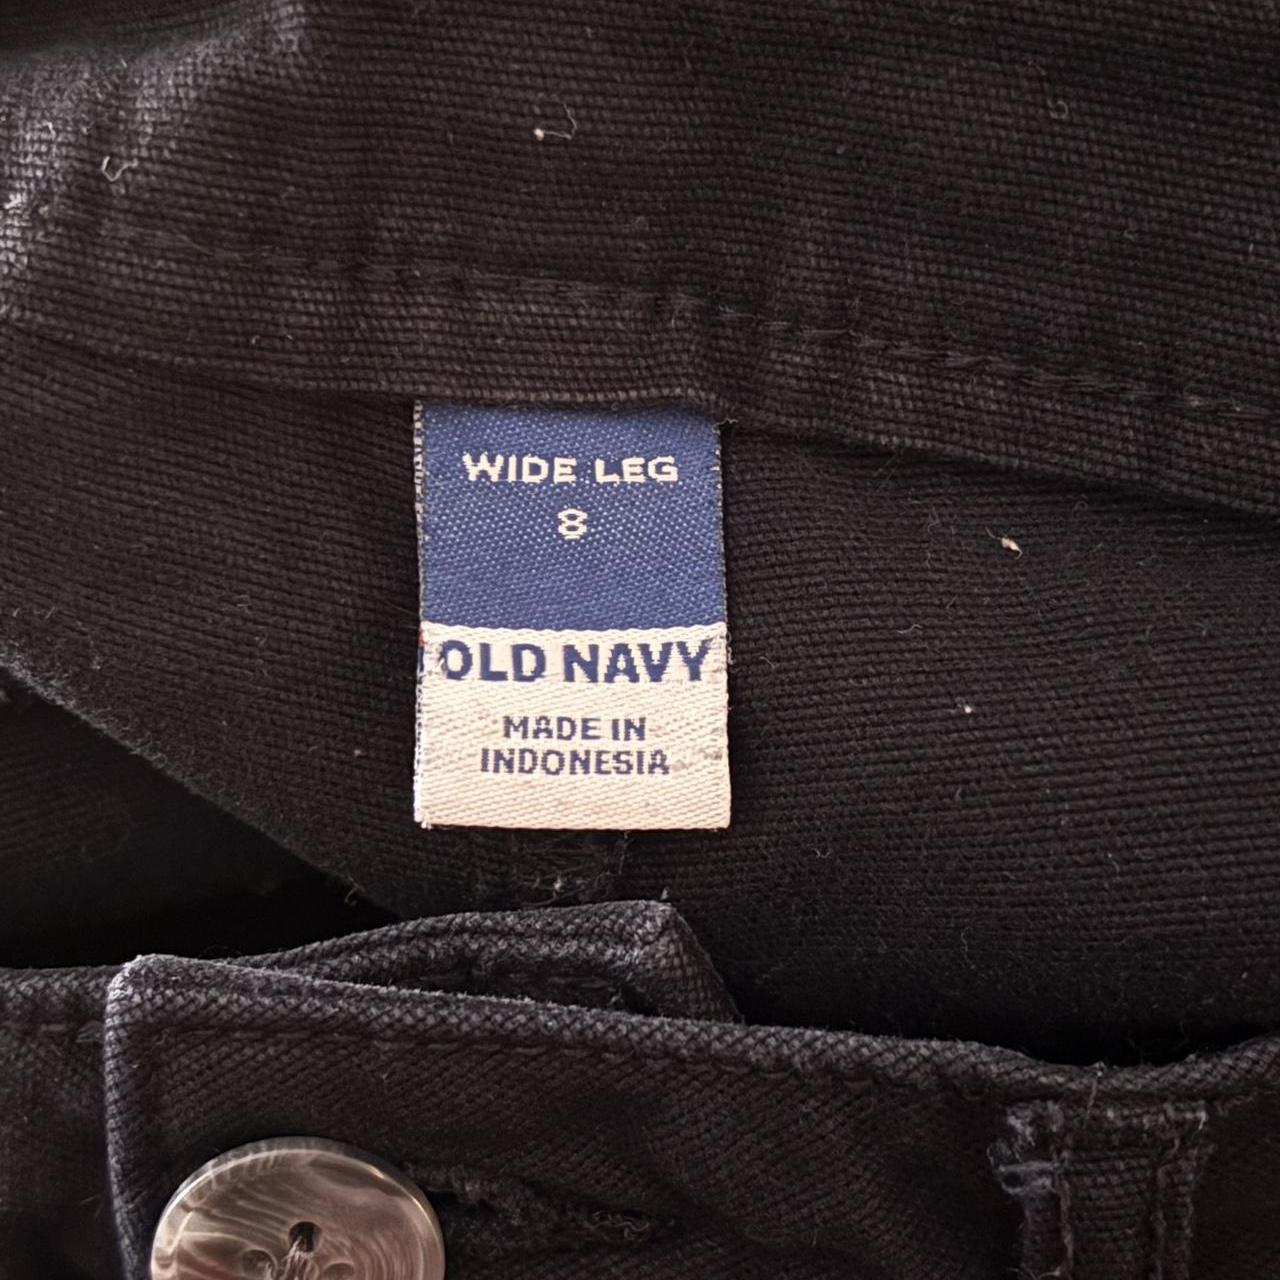 WIDE LEG
8
OLD NAVY
MADE IN
INDONESIA